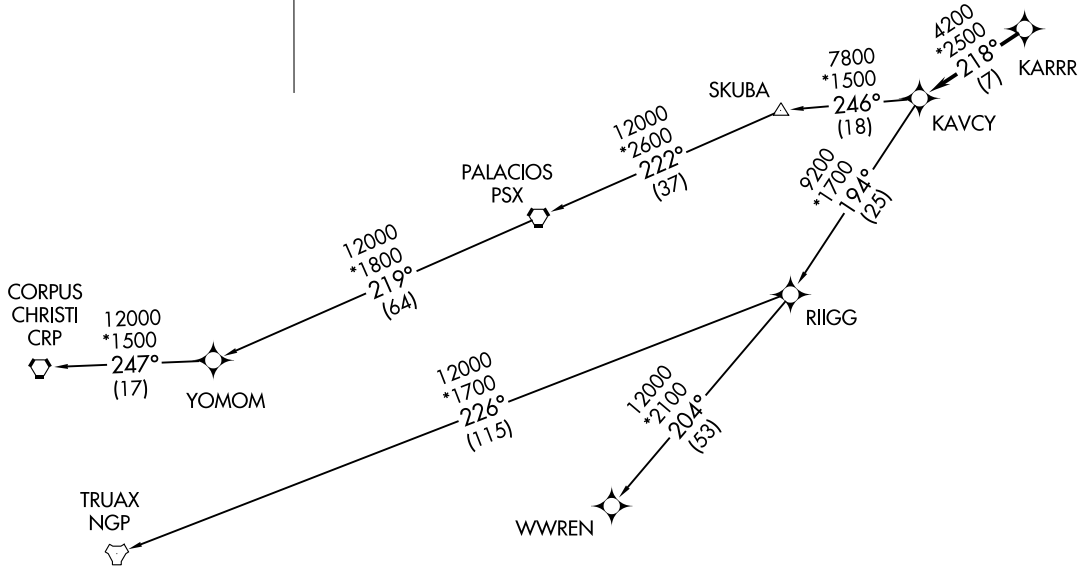 4200
*2500
218°
(7)
KARRR
7800
*1500
246°
(18)
SKUBA
KAVCY
12000
*2600
222°
(37)
PALACIOS
PSX
9200
*1700
194°
(25)
12000
*1800
219°
(64)
CORPUS
CHRISTI
CRP
12000
*1500
247°
(17)
YOMOM
RIIGG
12000
*1700
226°
(115)
12000
*2100
204°
(53)
TRUAX
NGP
WWREN